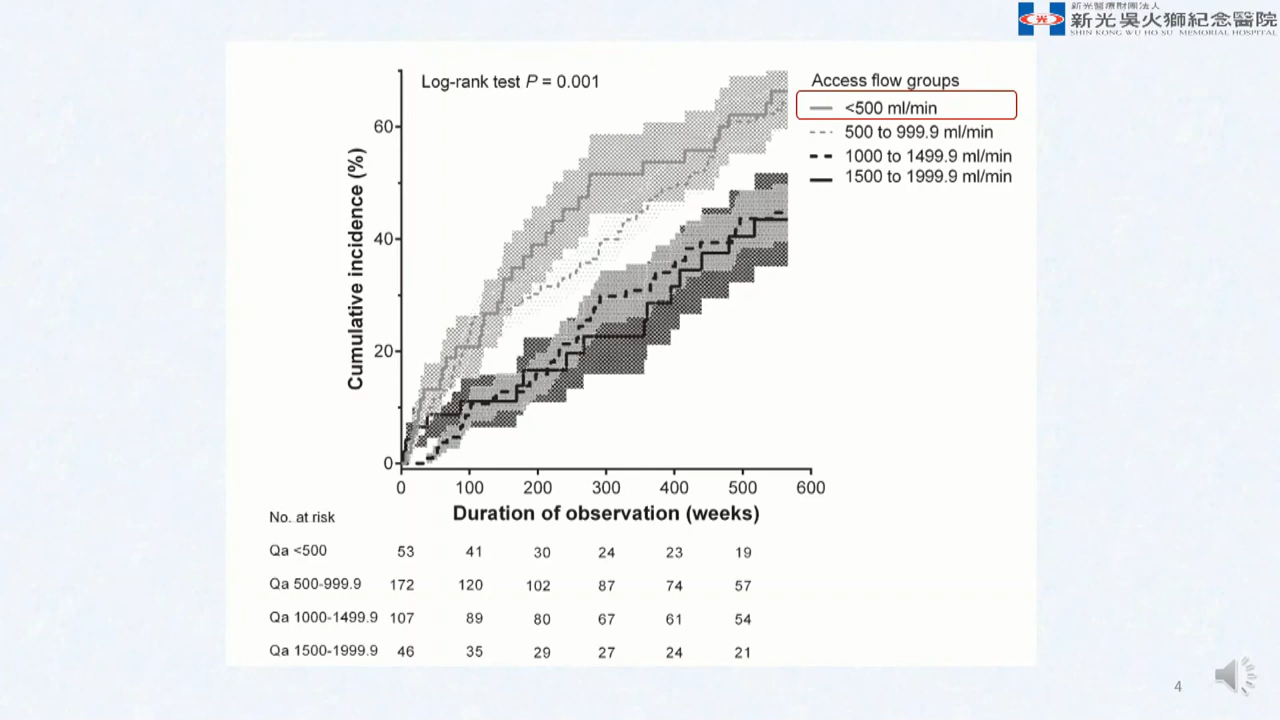 新光醫療財團法人
新光吳火獅紀念醫院
SHIN KONG WU HO SU MEMORIAL HOSPITAL
Log-rank test P = 0.001
Access flow groups
<500 ml/min
500 to 999.9 ml/min
1000 to 1499.9 ml/min
1500 to 1999.9 ml/min
Cumulative incidence (%)
60
40
20
0
0 100 200 300 400 500 600
Duration of observation (weeks)
No. at risk
Qa <500 53 41 30 24 23 19
Qa 500-999.9 172 120 102 87 74 57
Qa 1000-1499.9 107 89 80 67 61 54
Qa 1500-1999.9 46 35 29 27 24 21
4